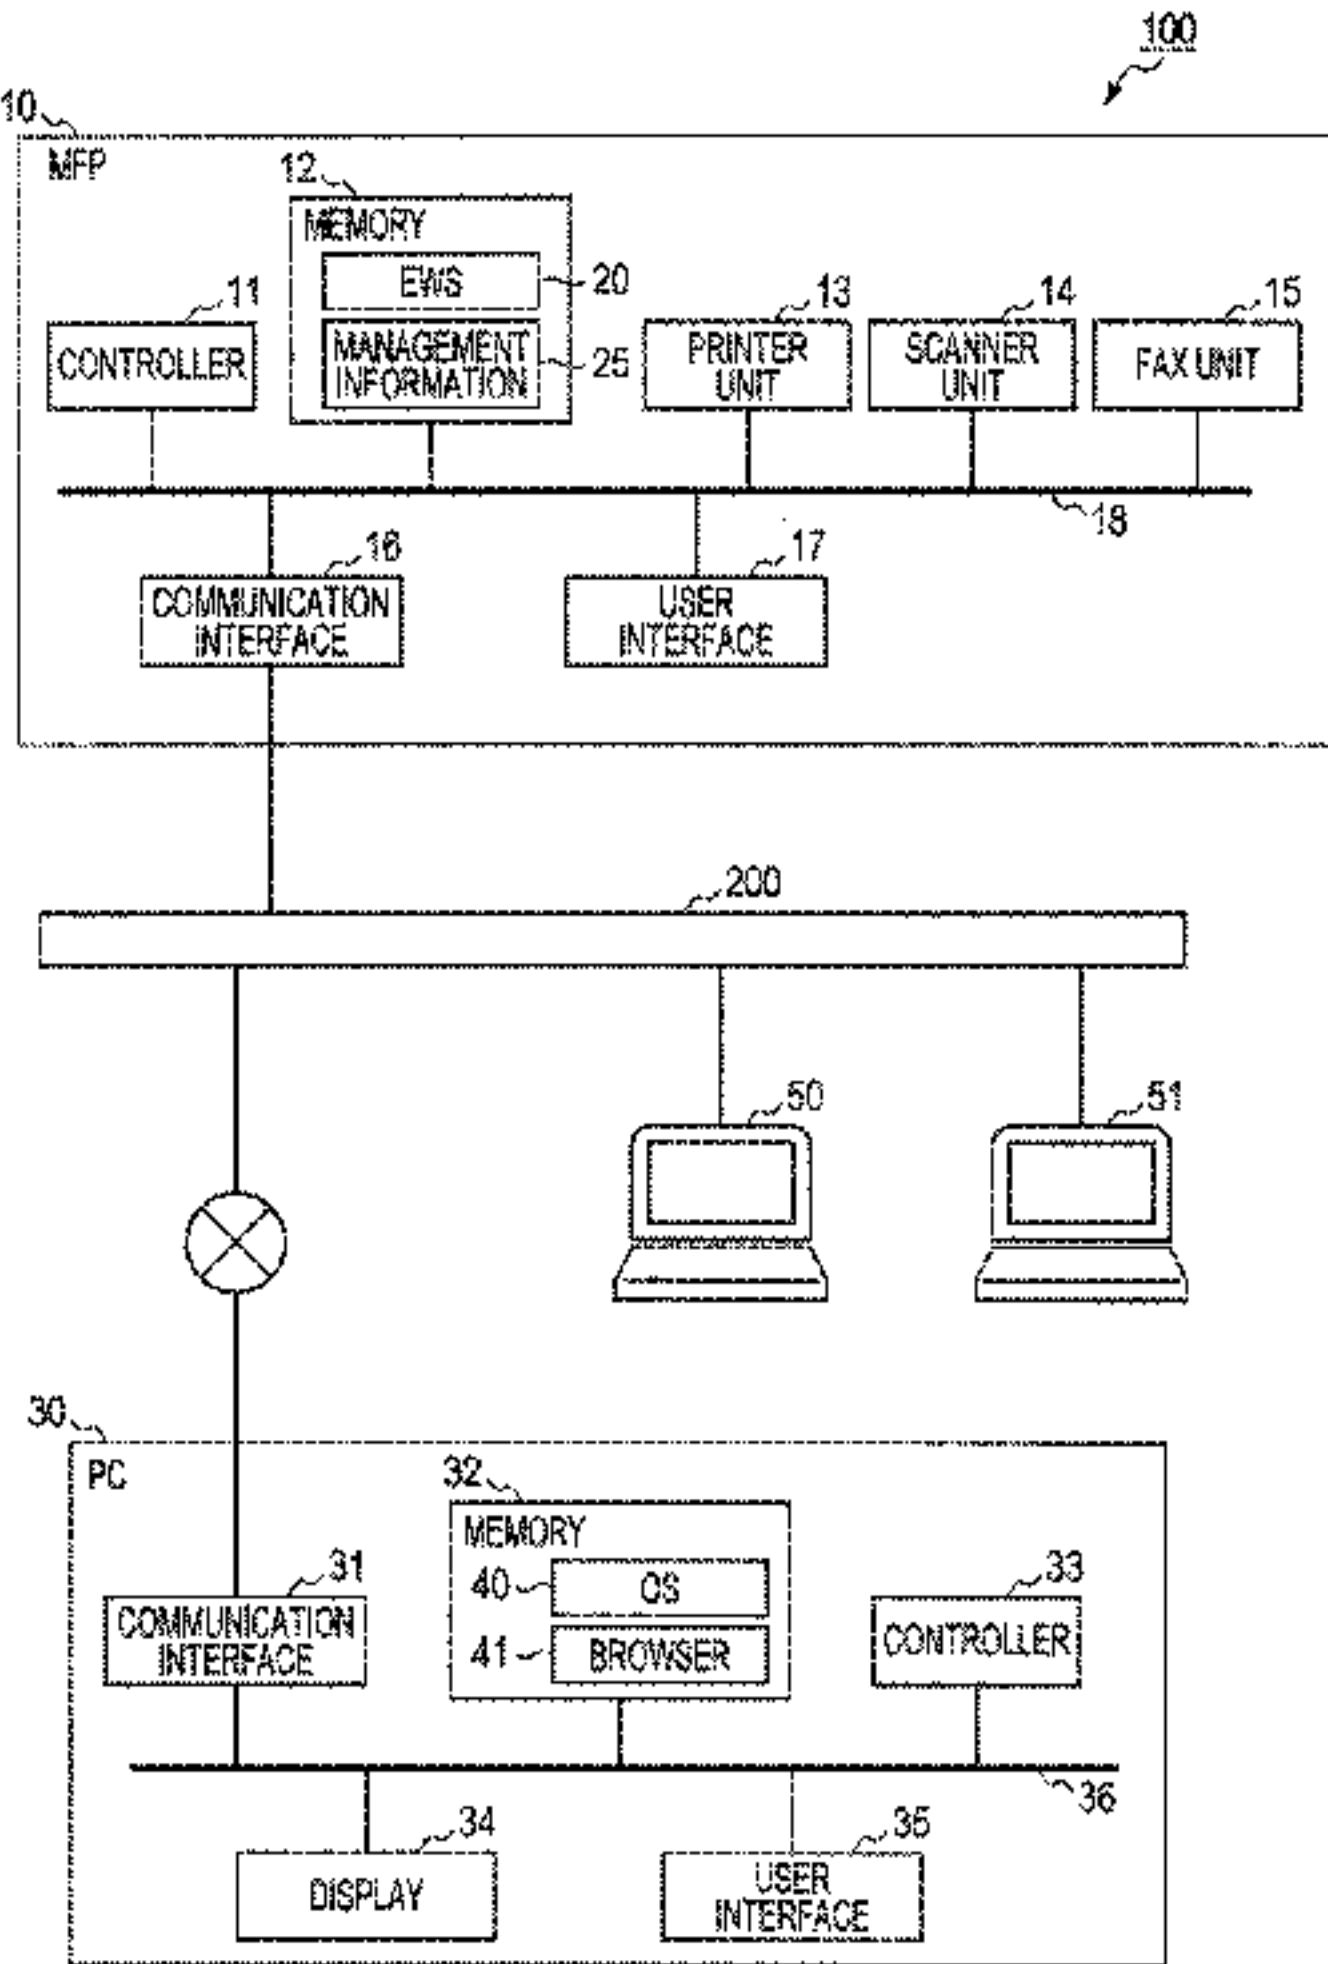 100
10
MFP
12
MEMORY
EWS
20
11
13
14
15
CONTROLLER
MANAGEMENT
INFORMATION
25
PRINTER
UNIT
SCANNER
UNIT
FAX UNIT
18
16
17
COMMUNICATION
INTERFACE
USER
INTERFACE
200
50
51
30
PC
32
MEMORY
31
40
OS
33
COMMUNICATION
INTERFACE
41
BROWSER
CONTROLLER
36
34
35
DISPLAY
USER
INTERFACE